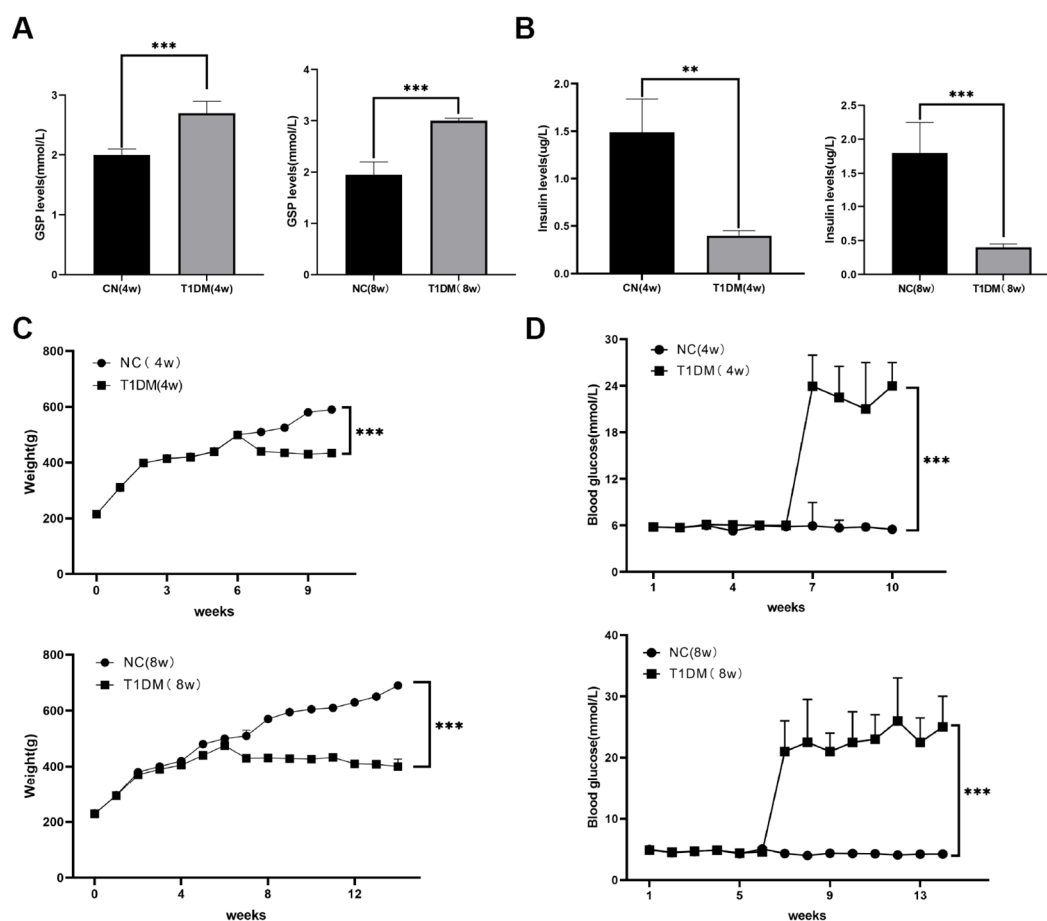 A
***
GSP levels(mmol/L)
3
2
1
0
CN(4w)
T1DM(4w)
***
GSP levels(mmol/L)
4
3
2
1
0
NC(8w)
T1DM( 8w)
B
**
Insulin levels(ug/L)
2.0
1.5
1.0
0.5
0.0
CN(4w)
T1DM(4w)
***
Insulin levels(ug/L)
2.5
2.0
1.5
1.0
0.5
0.0
NC(8w)
T1DM( 8w)
C
NC( 4w)
T1DM(4w)
Weight(g)
800
600
400
200
0
***
0 3 6 9
weeks
NC(8w)
T1DM( 8w)
Weight(g)
800
600
400
200
0
***
0 4 8 12
weeks
D
NC(4w)
T1DM( 4w)
Blood glucose(mmol/L)
30
24
18
12
6
0
***
1 4 7 10
weeks
NC(8w)
T1DM( 8w)
Blood glucose(mmol/L)
40
30
20
10
0
***
1 5 9 13
weeks